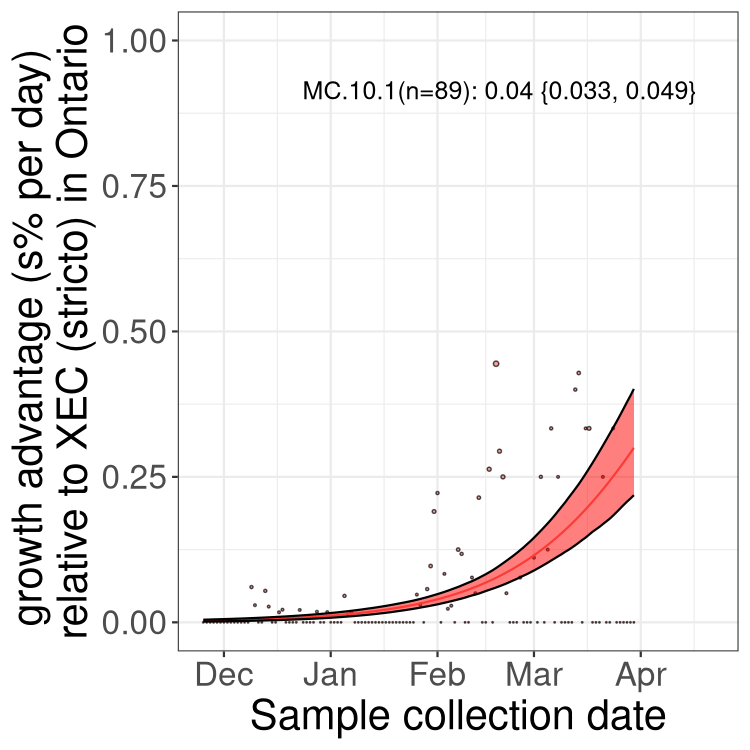 growth advantage (s% per day)
relative to XEC (stricto) in Ontario
1.00
0.75
0.50
0.25
0.00
MC.10.1(n=89): 0.04 {0.033, 0.049}
Dec Jan Feb Mar Apr
Sample collection date